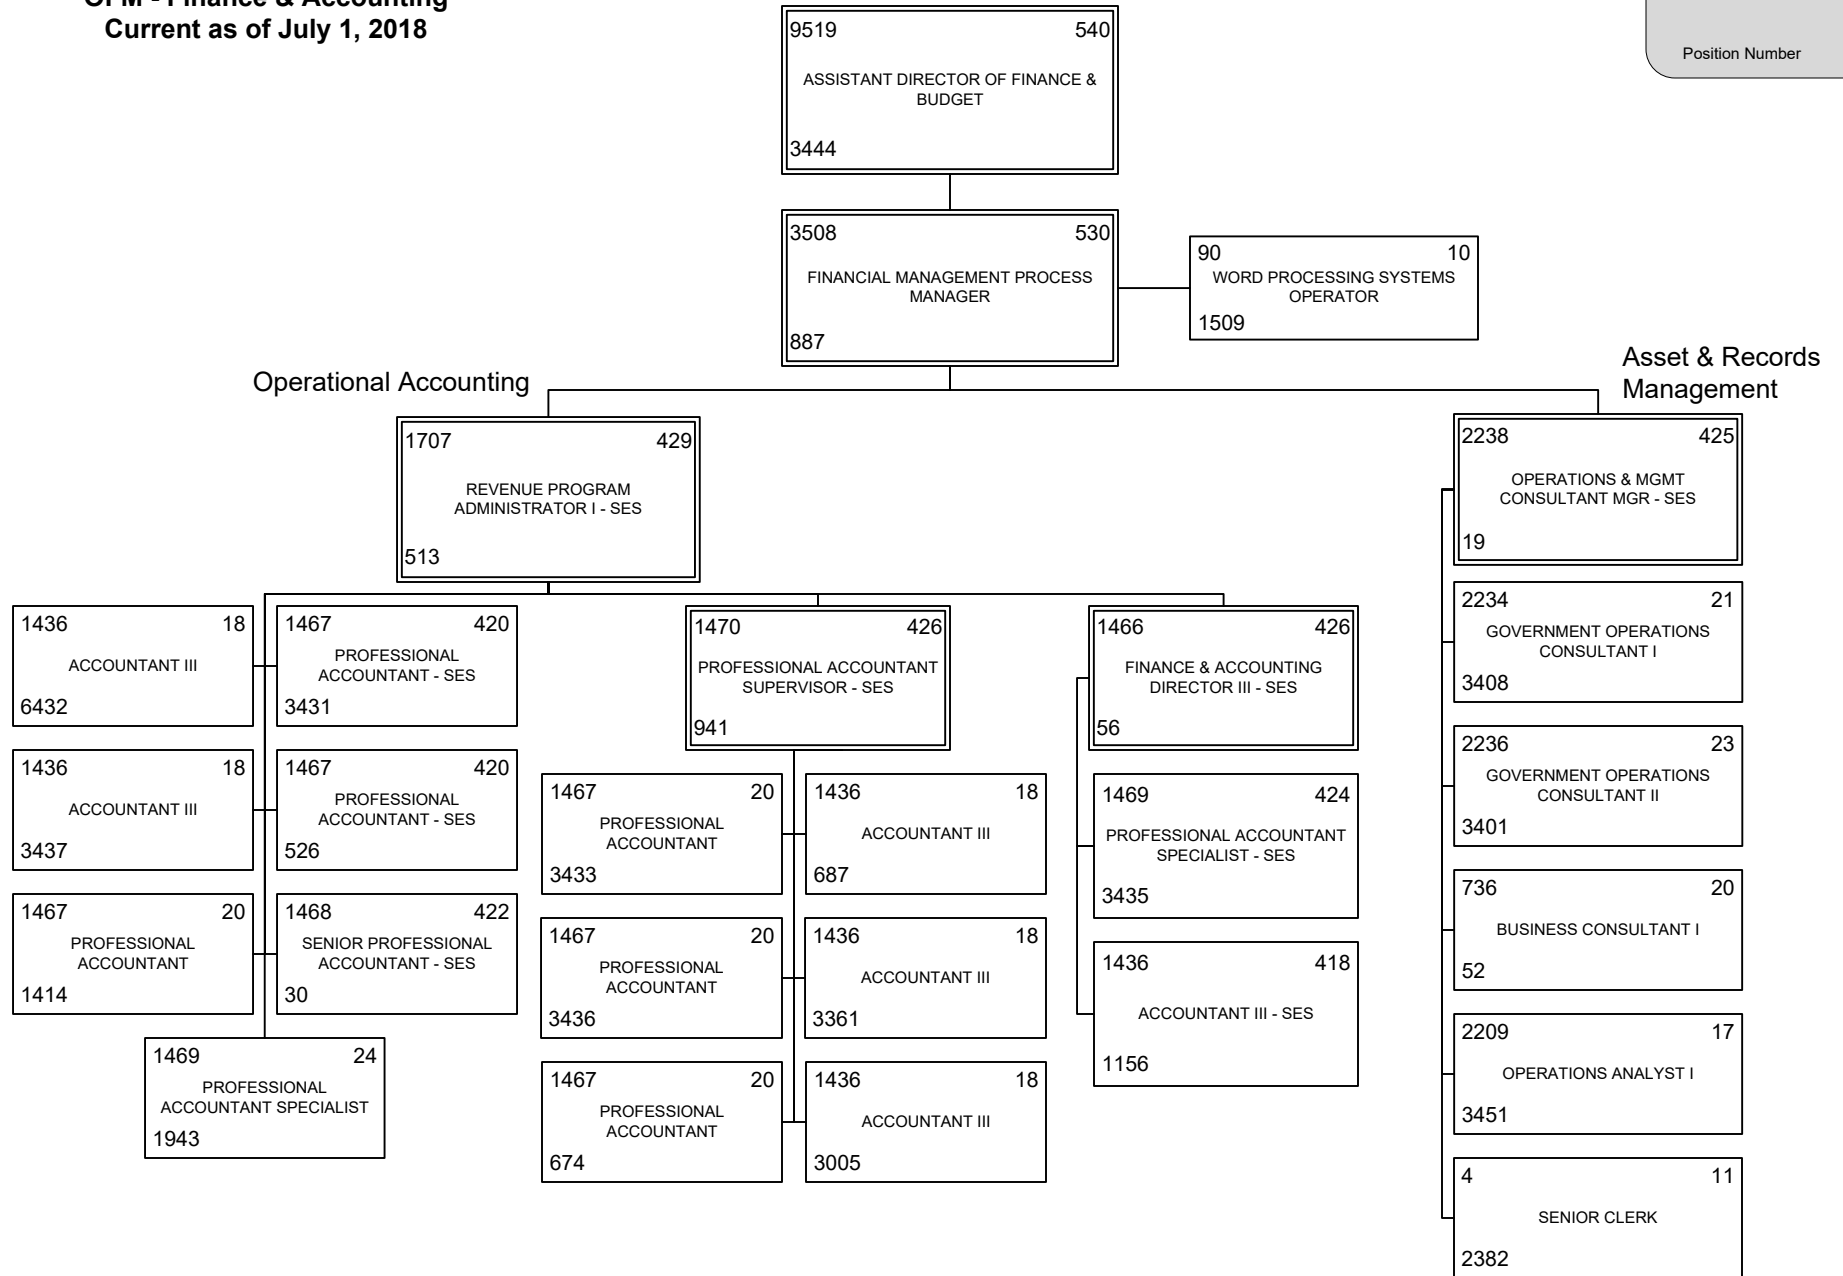 OPM - Finance & Accounting
Current as of July 1, 2018
Position Number
9519 540
ASSISTANT DIRECTOR OF FINANCE &
BUDGET
3444
3508 530
FINANCIAL MANAGEMENT PROCESS
MANAGER
887
90 10
WORD PROCESSING SYSTEMS
OPERATOR
1509
Operational Accounting
Asset & Records
Management
1707 429
REVENUE PROGRAM
ADMINISTRATOR I - SES
513
2238 425
OPERATIONS & MGMT
CONSULTANT MGR - SES
19
1436 18
ACCOUNTANT III
6432
1467 420
PROFESSIONAL
ACCOUNTANT - SES
3431
1436 18
ACCOUNTANT III
3437
1467 420
PROFESSIONAL
ACCOUNTANT - SES
526
1467 20
PROFESSIONAL
ACCOUNTANT
1414
1468 422
SENIOR PROFESSIONAL
ACCOUNTANT - SES
30
1469 24
PROFESSIONAL
ACCOUNTANT SPECIALIST
1943
1470 426
PROFESSIONAL ACCOUNTANT
SUPERVISOR - SES
941
1467 20
PROFESSIONAL
ACCOUNTANT
3433
1436 18
ACCOUNTANT III
687
1467 20
PROFESSIONAL
ACCOUNTANT
3436
1436 18
ACCOUNTANT III
3361
1467 20
PROFESSIONAL
ACCOUNTANT
674
1436 18
ACCOUNTANT III
3005
1466 426
FINANCE & ACCOUNTING
DIRECTOR III - SES
56
1469 424
PROFESSIONAL ACCOUNTANT
SPECIALIST - SES
3435
1436 418
ACCOUNTANT III - SES
1156
2234 21
GOVERNMENT OPERATIONS
CONSULTANT I
3408
2236 23
GOVERNMENT OPERATIONS
CONSULTANT II
3401
736 20
BUSINESS CONSULTANT I
52
2209 17
OPERATIONS ANALYST I
3451
4 11
SENIOR CLERK
2382